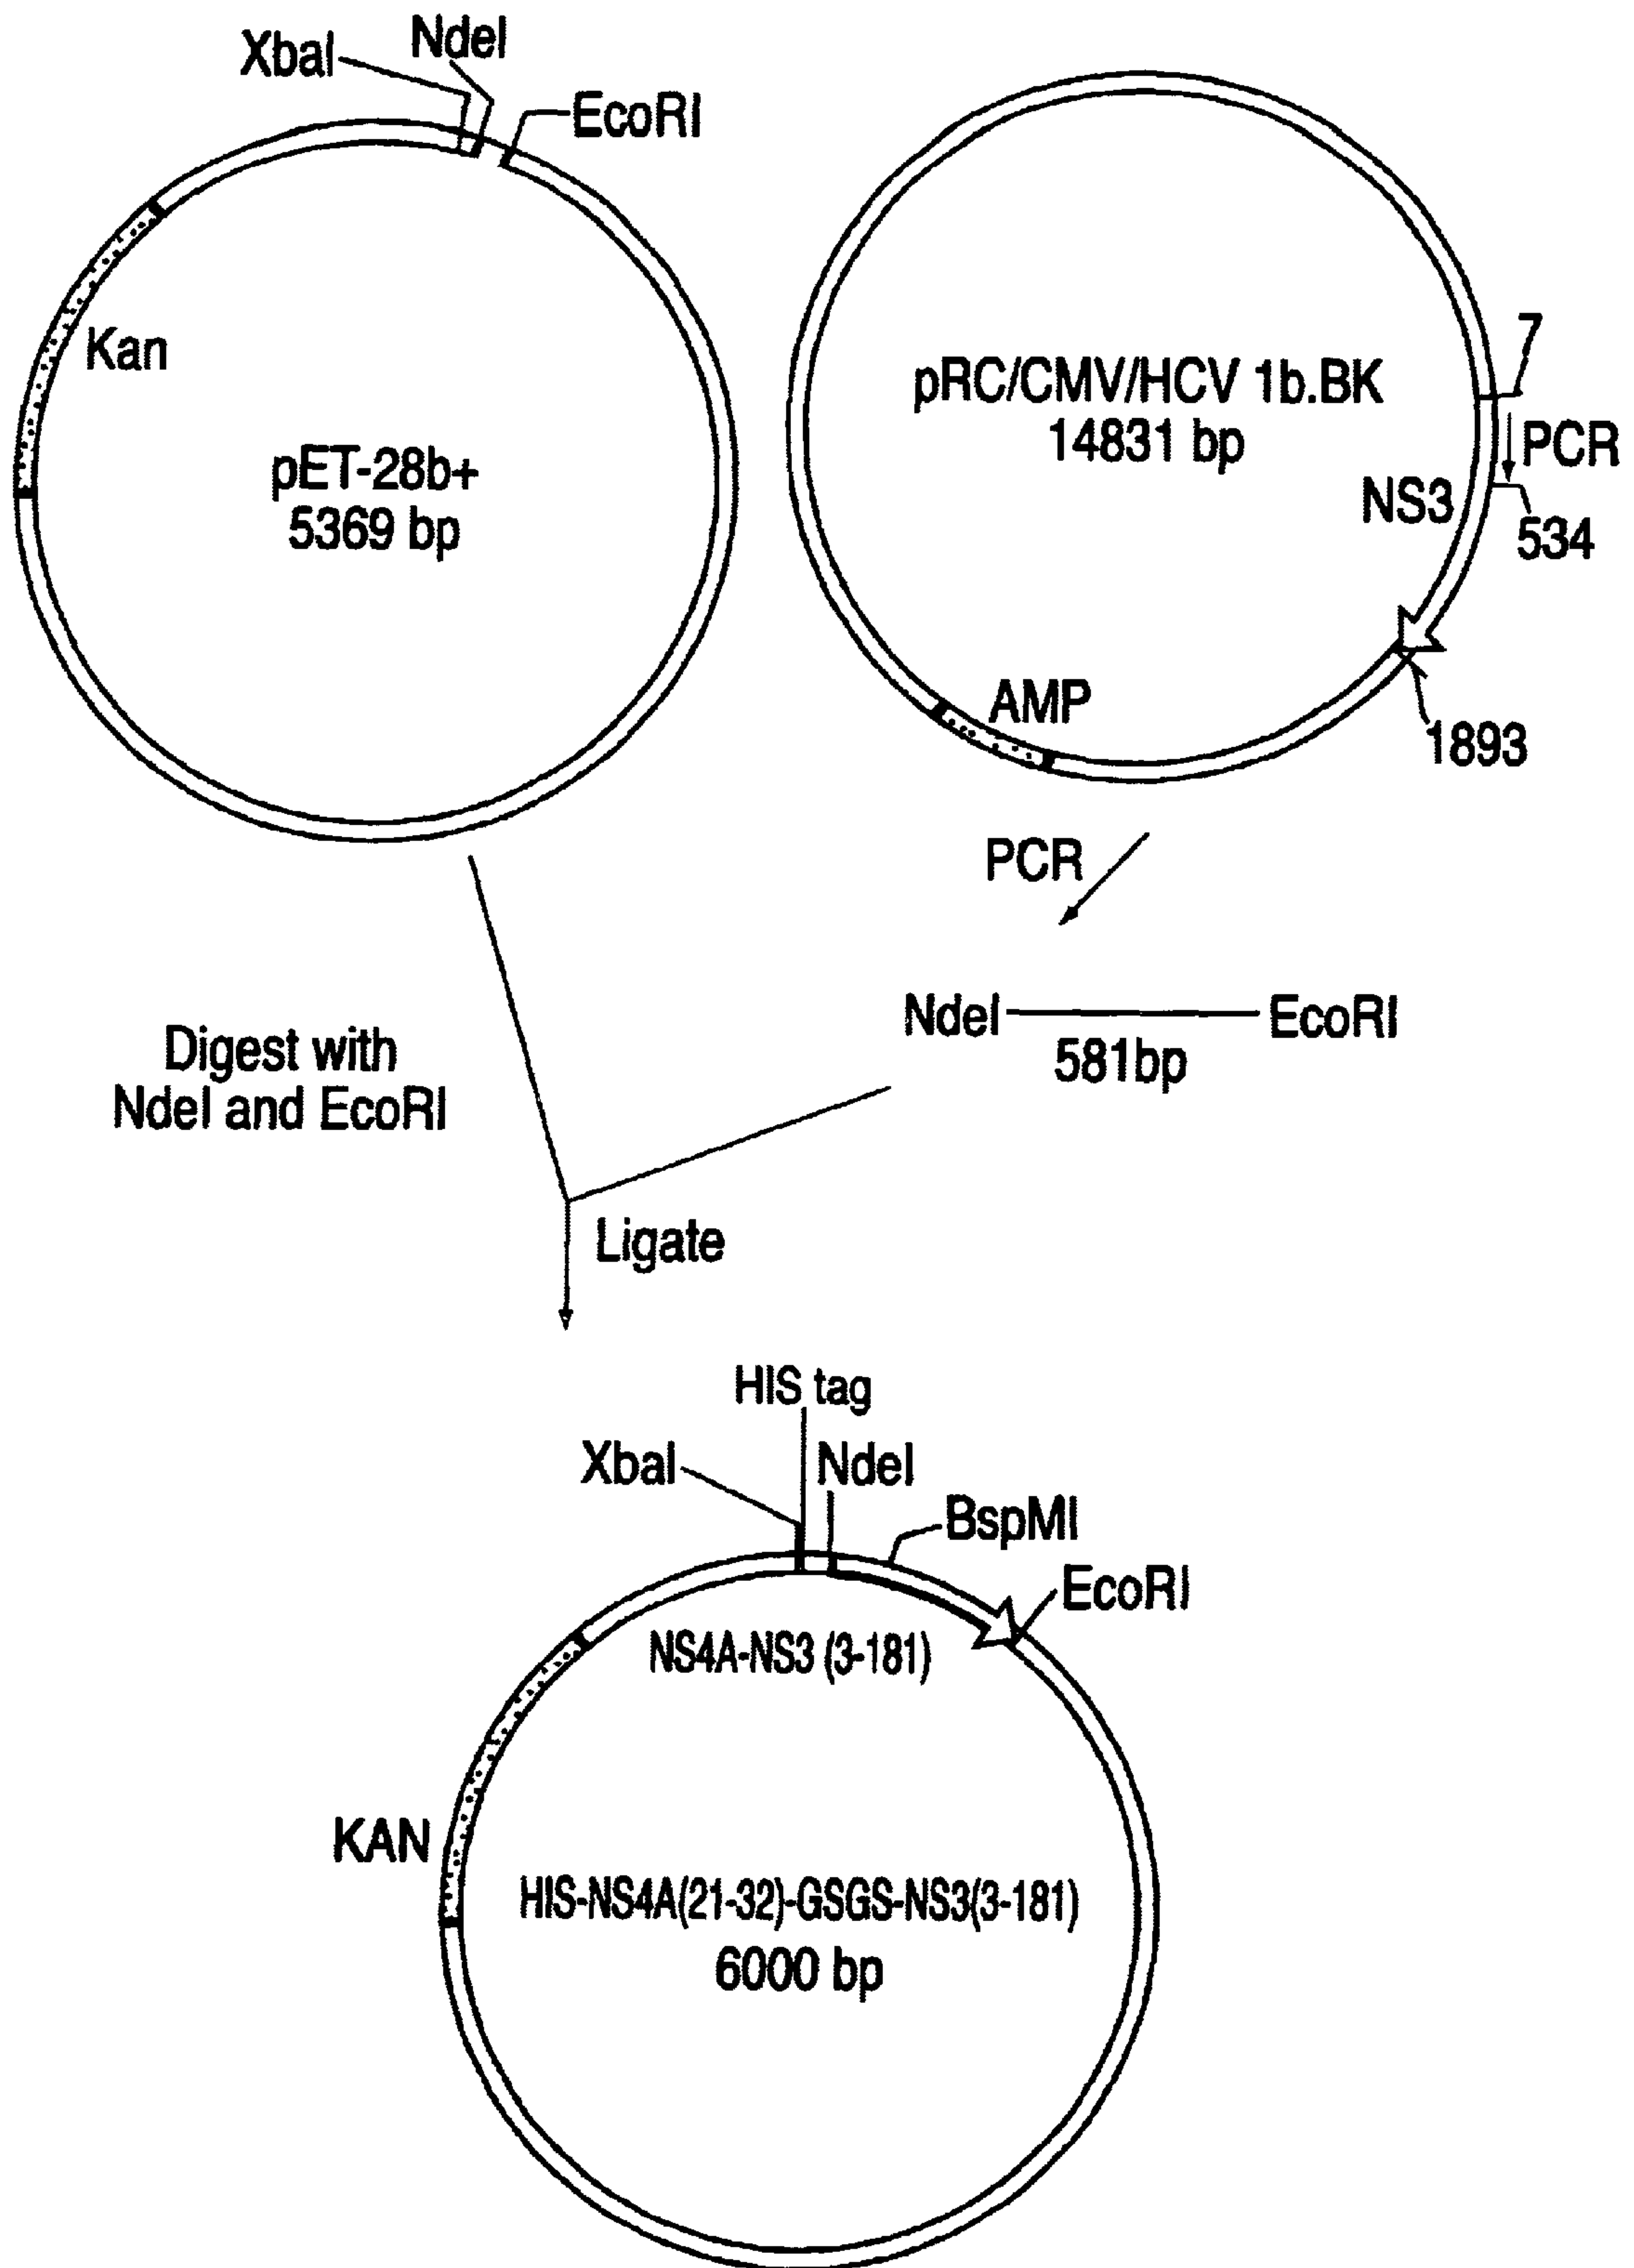 XbaI
NdeI
EcoRI
Kan
pET-28b+
5369 bp
pRC/CMV/HCV 1b.BK
14831 bp
7
PCR
NS3
534
AMP
1893
PCR
NdeI
EcoRI
581bp
Digest with
NdeI and EcoRI
Ligate
HIS tag
XbaI
NdeI
BspMI
EcoRI
NS4A-NS3 (3-181)
KAN
HIS-NS4A(21-32)-GSGS-NS3(3-181)
6000 bp